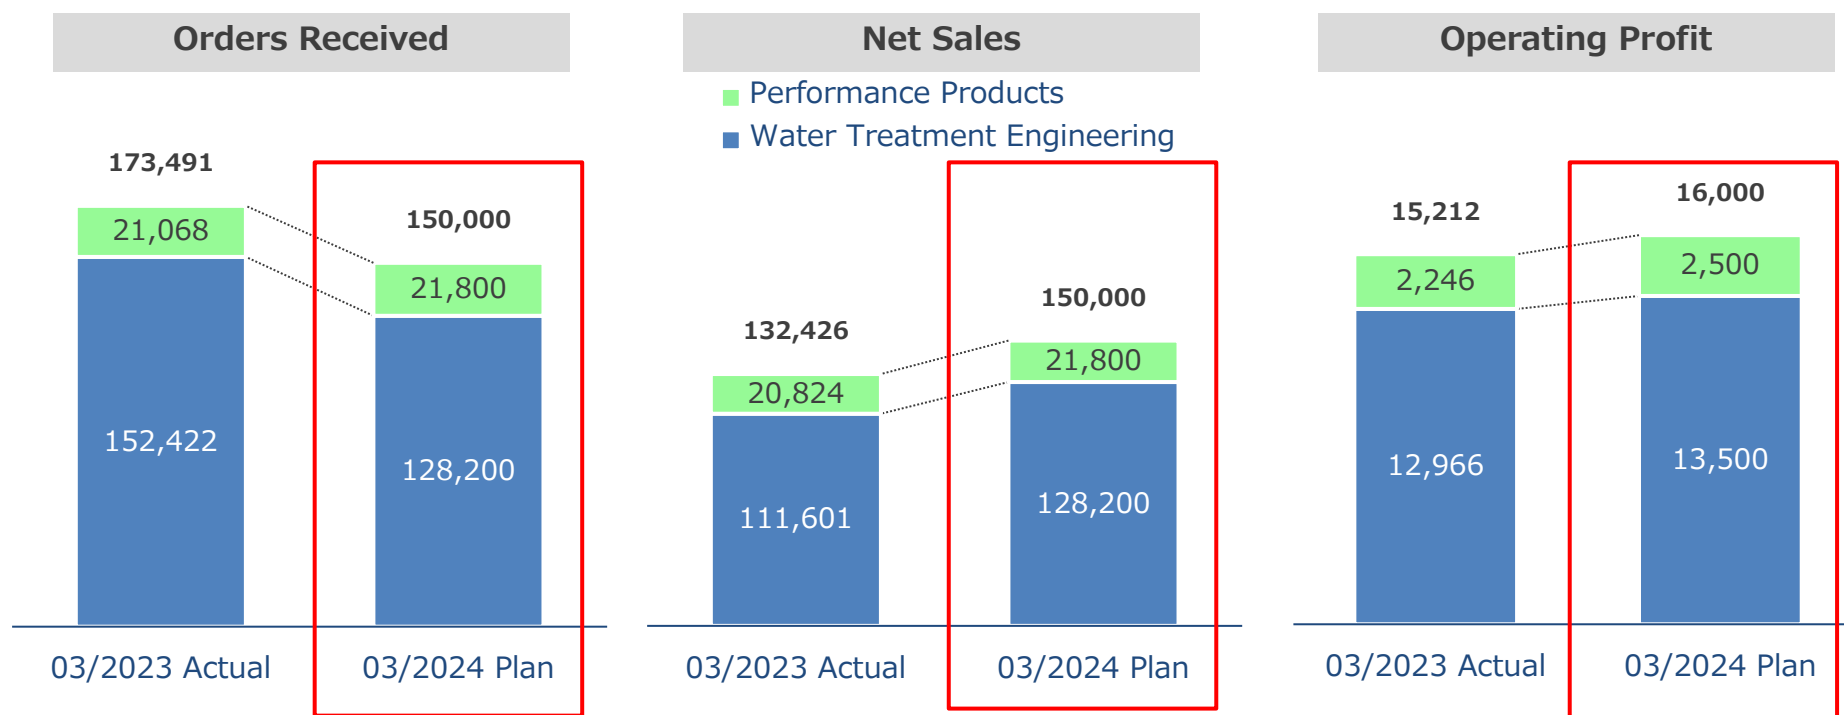 Orders Received
173,491
21,068
152,422
150,000
21,800
128,200
03/2023 Actual
03/2024 Plan
Net Sales
Performance Products
Water Treatment Engineering
132,426
20,824
111,601
150,000
21,800
128,200
03/2023 Actual
03/2024 Plan
Operating Profit
15,212
2,246
12,966
16,000
2,500
13,500
03/2023 Actual
03/2024 Plan